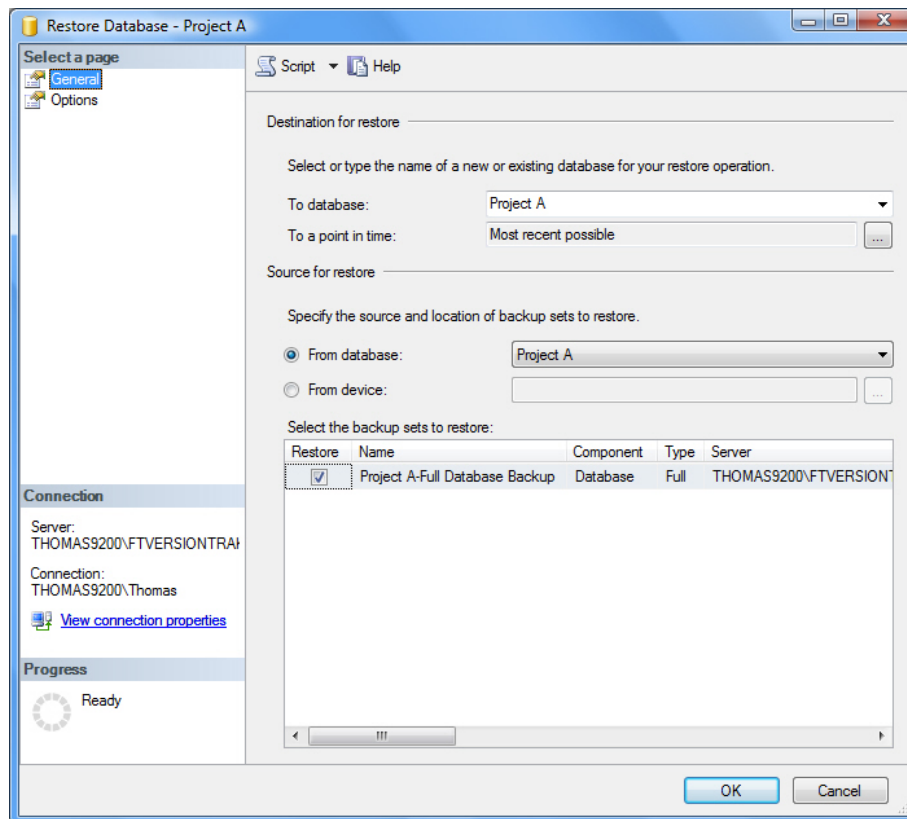 Restore Database - Project A
Select a page
General
Options
Script
Help
Destination for restore
Select or type the name of a new or existing database for your restore operation.
To database: Project A
To a point in time: Most recent possible ...
Source for restore
Specify the source and location of backup sets to restore.
From database: Project A
From device: ...
Select the backup sets to restore:
Restore Name Component Type Server
Project A-Full Database Backup Database Full THOMAS9200\FTVERSIONT
Connection
Server:
THOMAS9200\FTVERSIONTRAK
Connection:
THOMAS9200\Thomas
View connection properties
Progress
Ready
OK Cancel